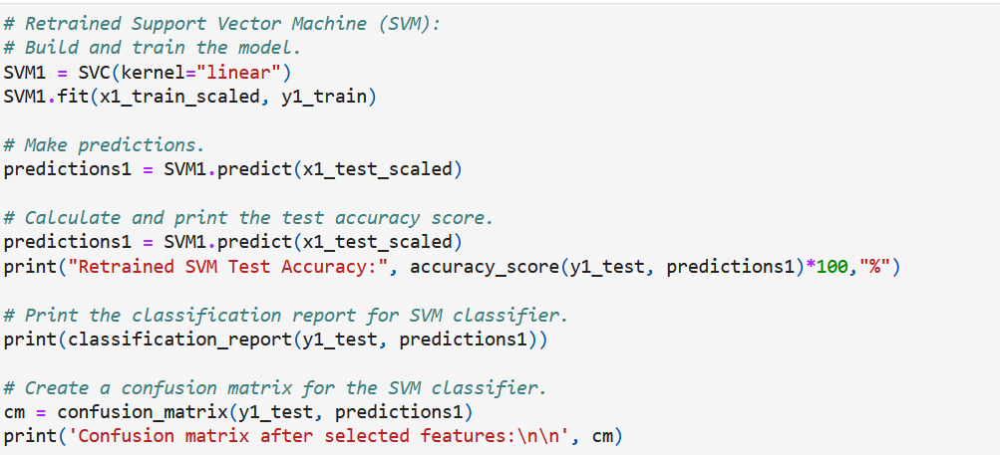 # Retrained Support Vector Machine (SVM):
# Build and train the model.
SVM1 = SVC(kernel="linear")
SVM1.fit(x1_train_scaled, y1_train)
# Make predictions.
predictions1 = SVM1.predict(x1_test_scaled)
# Calculate and print the test accuracy score.
predictions1 = SVM1.predict(x1_test_scaled)
print("Retrained SVM Test Accuracy:", accuracy_score(y1_test, predictions1)*100,"%")
# Print the classification report for SVM classifier.
print(classification_report(y1_test, predictions1))
# Create a confusion matrix for the SVM classifier.
cm = confusion_matrix(y1_test, predictions1)
print('Confusion matrix after selected features:\n\n', cm)